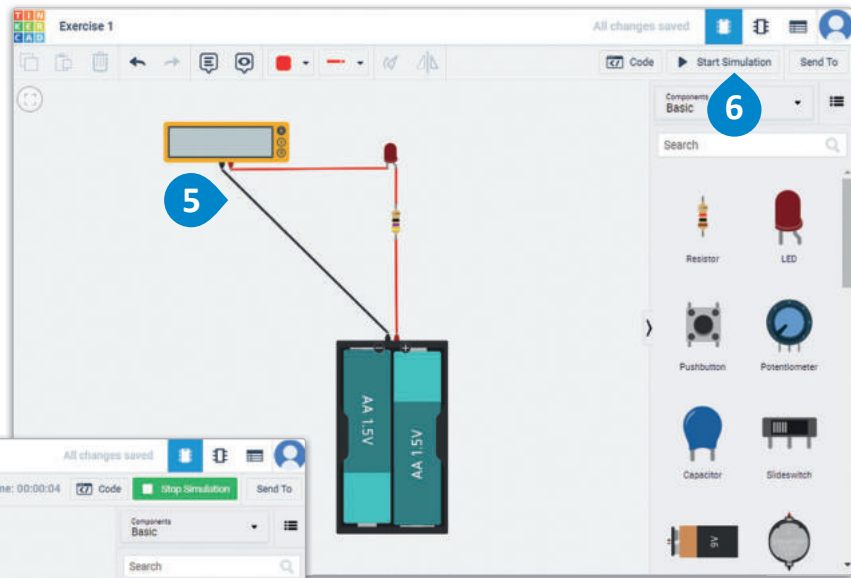 TIN
KER
CAD
Exercise 1
All changes saved
Code
Start Simulation
Send To
Components
Basic
6
Search
5
Resistor
LED
Pushbutton
Potentiometer
AA 1.5V
AA 1.5V
Capacitor
Slideswitch
9V
All changes saved
me: 00:00:04
Code
Stop Simulation
Send To
Components
Basic
Search